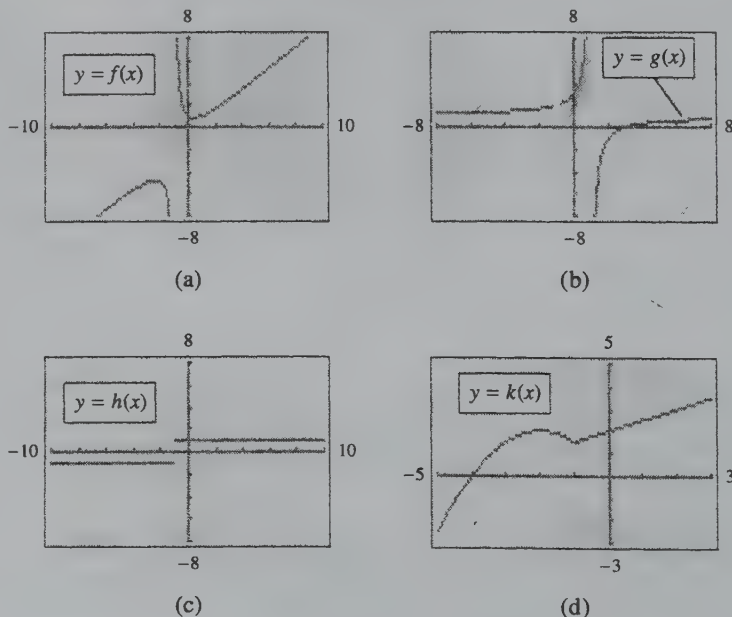 8
8
y = f(x)
y = g(x)
−10
10
−8
8
−8
−8
(a)
(b)
8
5
y = h(x)
y = k(x)
−10
10
−5
3
−8
−3
(c)
(d)